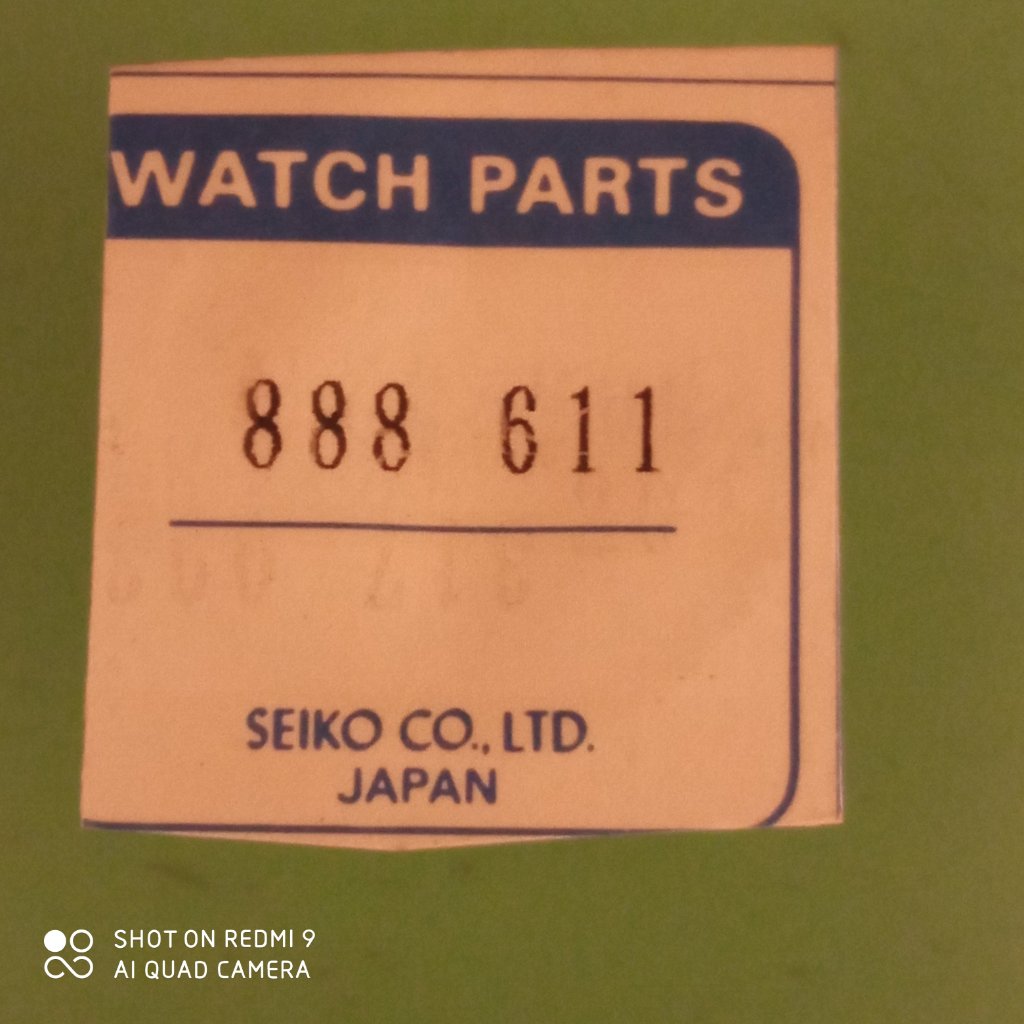 WATCH PARTS
888 611
SEIKO CO., LTD.
JAPAN
SHOT ON REDMI 9
AI QUAD CAMERA